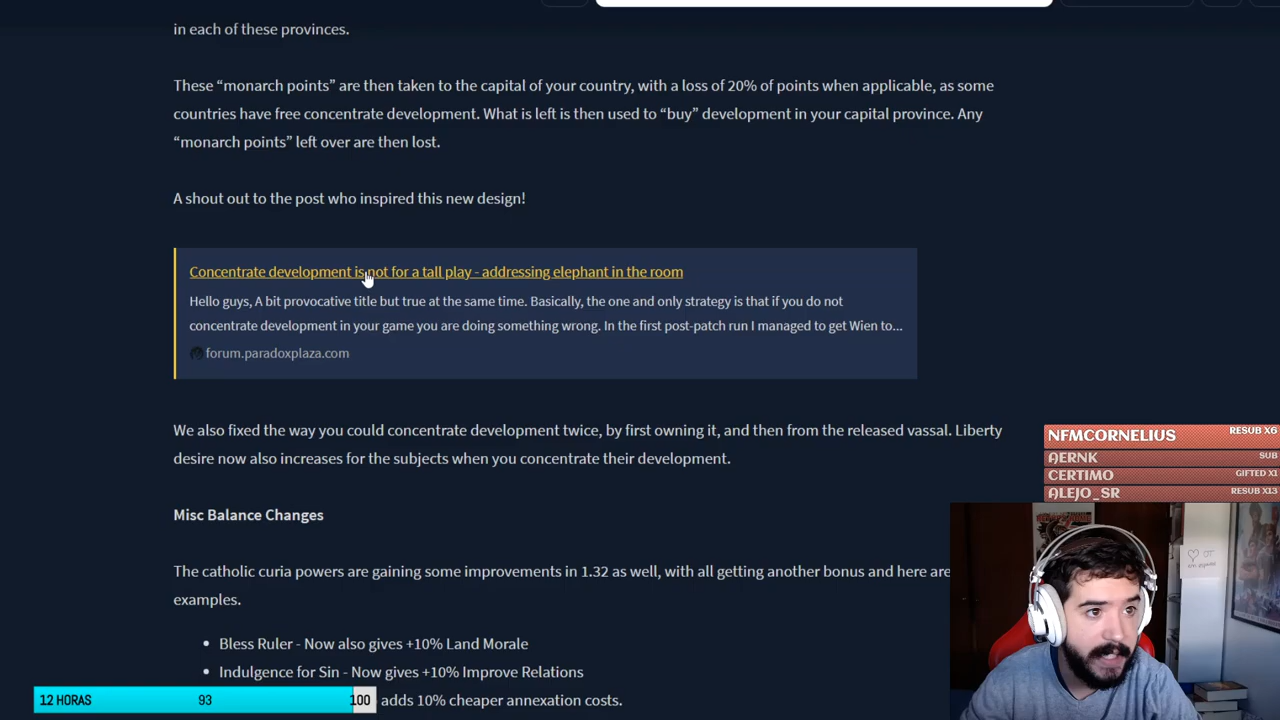 in each of these provinces.
These “monarch points” are then taken to the capital of your country, with a loss of 20% of points when applicable, as some
countries have free concentrate development. What is left is then used to “buy” development in your capital province. Any
“monarch points” left over are then lost.
A shout out to the post who inspired this new design!
Concentrate development is not for a tall play - addressing elephant in the room
Hello guys, A bit provocative title but true at the same time. Basically, the one and only strategy is that if you do not
concentrate development in your game you are doing something wrong. In the first post-patch run I managed to get Wien to...
forum.paradoxplaza.com
We also fixed the way you could concentrate development twice, by first owning it, and then from the released vassal. Liberty
desire now also increases for the subjects when you concentrate their development.
NFMCORNELIUS RESUB X6
AERNK SUB
CERTIMO GIFTED X1
ALEJO_SR RESUB X13
Misc Balance Changes
The catholic curia powers are gaining some improvements in 1.32 as well, with all getting another bonus and here are
examples.
Bless Ruler - Now also gives +10% Land Morale
Indulgence for Sin - Now gives +10% Improve Relations
adds 10% cheaper annexation costs.
12 HORAS 93 100